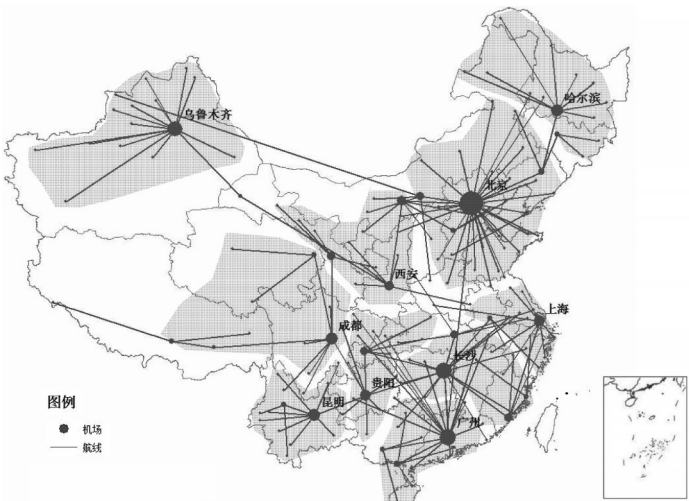 乌鲁木齐
哈尔滨
北京
西安
上海
成都
长沙
贵阳
昆明
广州
图例
机场
航线